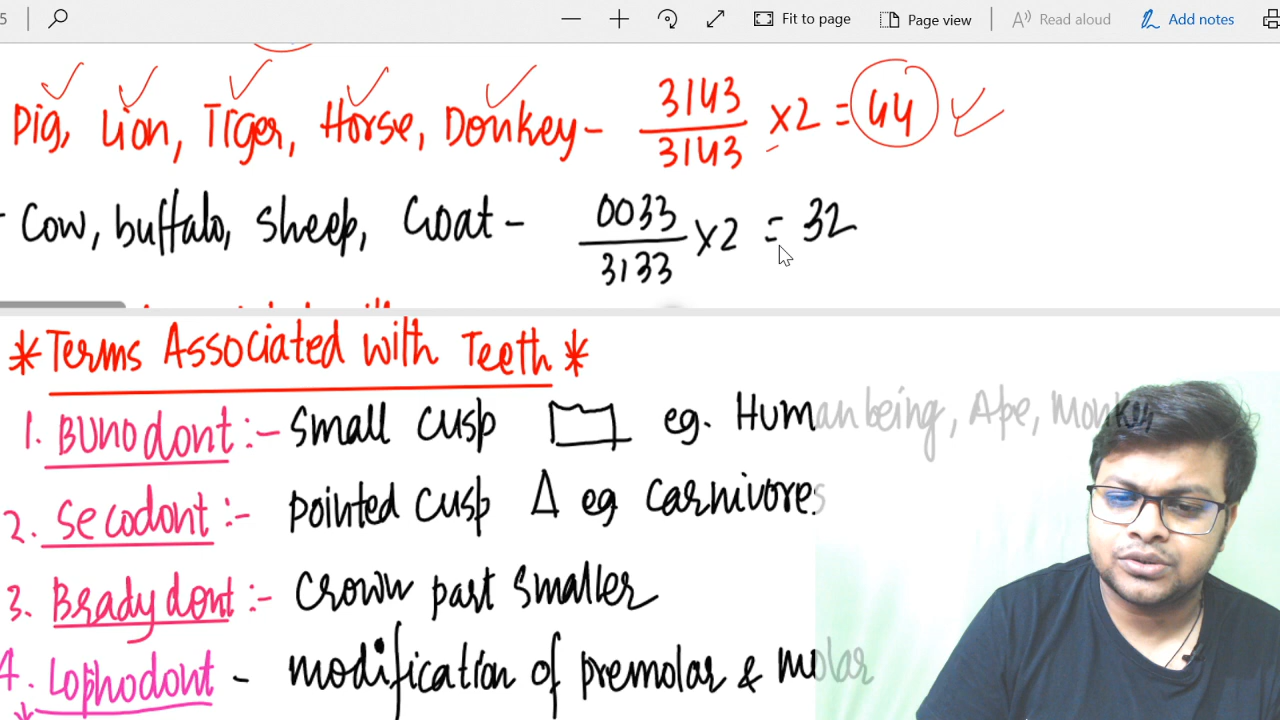 5 Fit to page Page view Read aloud Add notes
Pig, Lion, Tiger, Horse, Donkey - 3143/3143 ×2 = 44
- Cow, buffalo, Sheep, Goat - 0033/3133 ×2 = 32
* Terms Associated with Teeth *
1. BUNOdont :- Small cusp eg. Human being, Ape, Monkey
2. Secodont :- Pointed cusp Δ eg Carnivores
3. Bradydont :- Crown part smaller
4. Lophodont - modification of premolar & molar